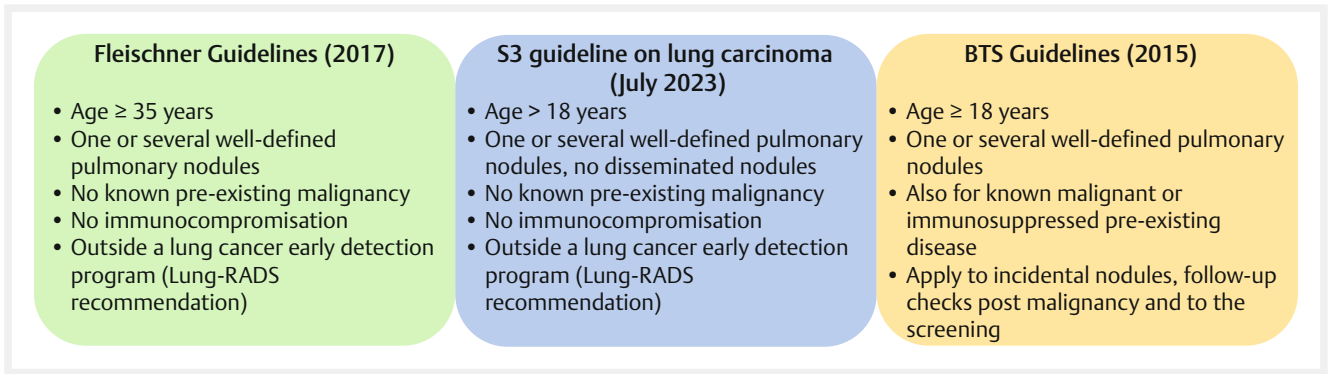 Fleischner Guidelines (2017)
• Age ≥ 35 years
• One or several well-defined
pulmonary nodules
• No known pre-existing malignancy
• No immunocompromisation
• Outside a lung cancer early detection
program (Lung-RADS
recommendation)
S3 guideline on lung carcinoma
(July 2023)
• Age > 18 years
• One or several well-defined pulmonary
nodules, no disseminated nodules
• No known pre-existing malignancy
• No immunocompromisation
• Outside a lung cancer early detection
program (Lung-RADS
recommendation)
BTS Guidelines (2015)
• Age ≥ 18 years
• One or several well-defined pulmonary
nodules
• Also for known malignant or
immunosuppressed pre-existing
disease
• Apply to incidental nodules, follow-up
checks post malignancy and to the
screening